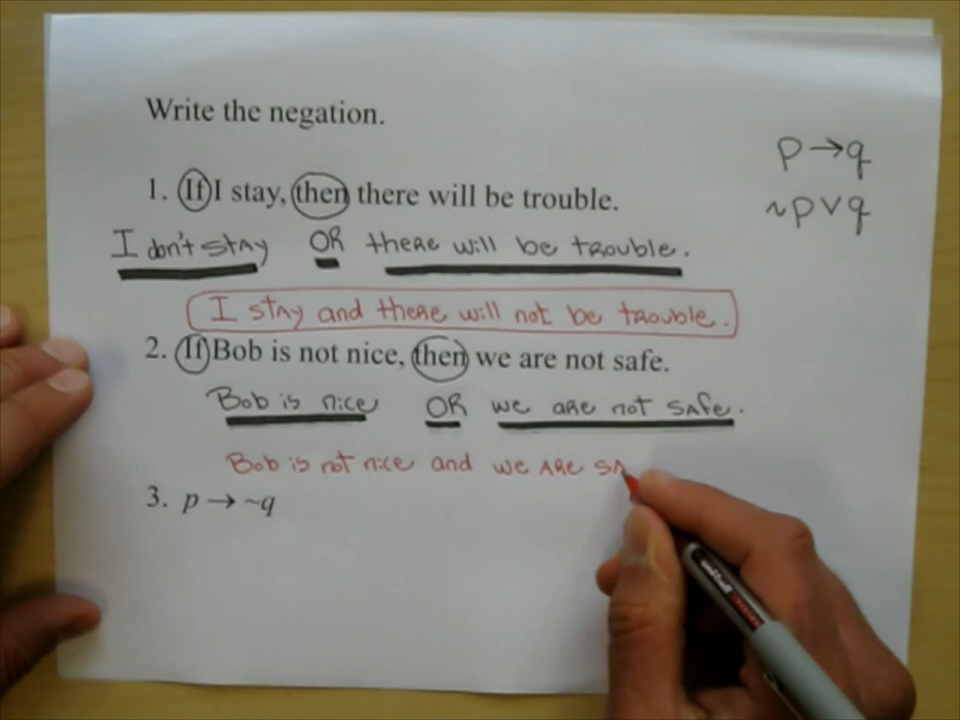 Write the negation.
p→q
1. If I stay, then there will be trouble.
~p∨q
I don't stay OR there will be trouble.
I stay and there will not be trouble.
2. If Bob is not nice, then we are not safe.
Bob is nice OR we are not safe.
Bob is not nice and we are sa
3. p → ~q